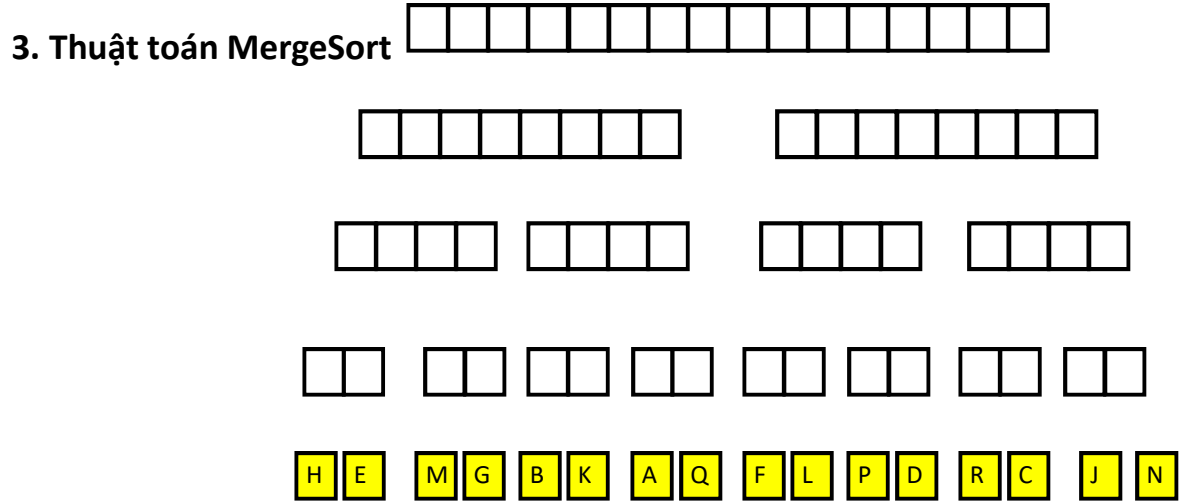 3. Thuật toán MergeSort
H E M G B K A Q F L P D R C J N